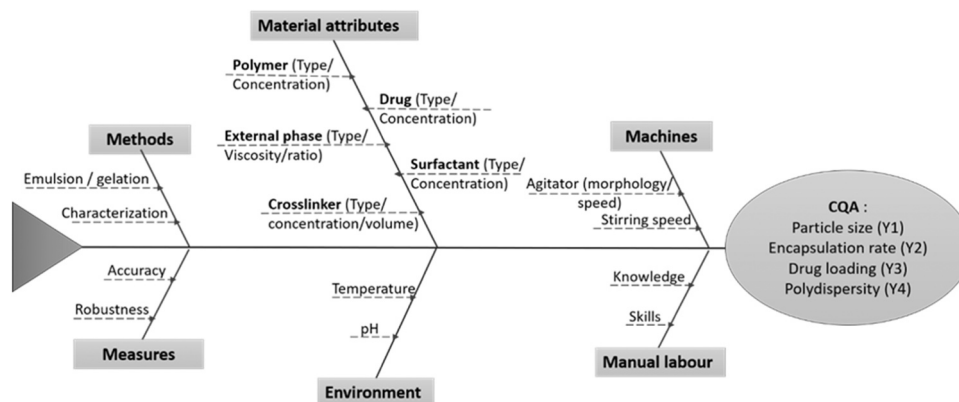 Material attributes
Polymer (Type/
Concentration)
Drug (Type/
Concentration)
External phase (Type/
Viscosity/ratio)
Surfactant (Type/
Concentration)
Crosslinker (Type/
concentration/volume)
Methods
Emulsion / gelation
Characterization
Machines
Agitator (morphology/
speed)
Stirring speed
CQA :
Particle size (Y1)
Encapsulation rate (Y2)
Drug loading (Y3)
Polydispersity (Y4)
Accuracy
Robustness
Measures
Temperature
pH
Environment
Knowledge
Skills
Manual labour